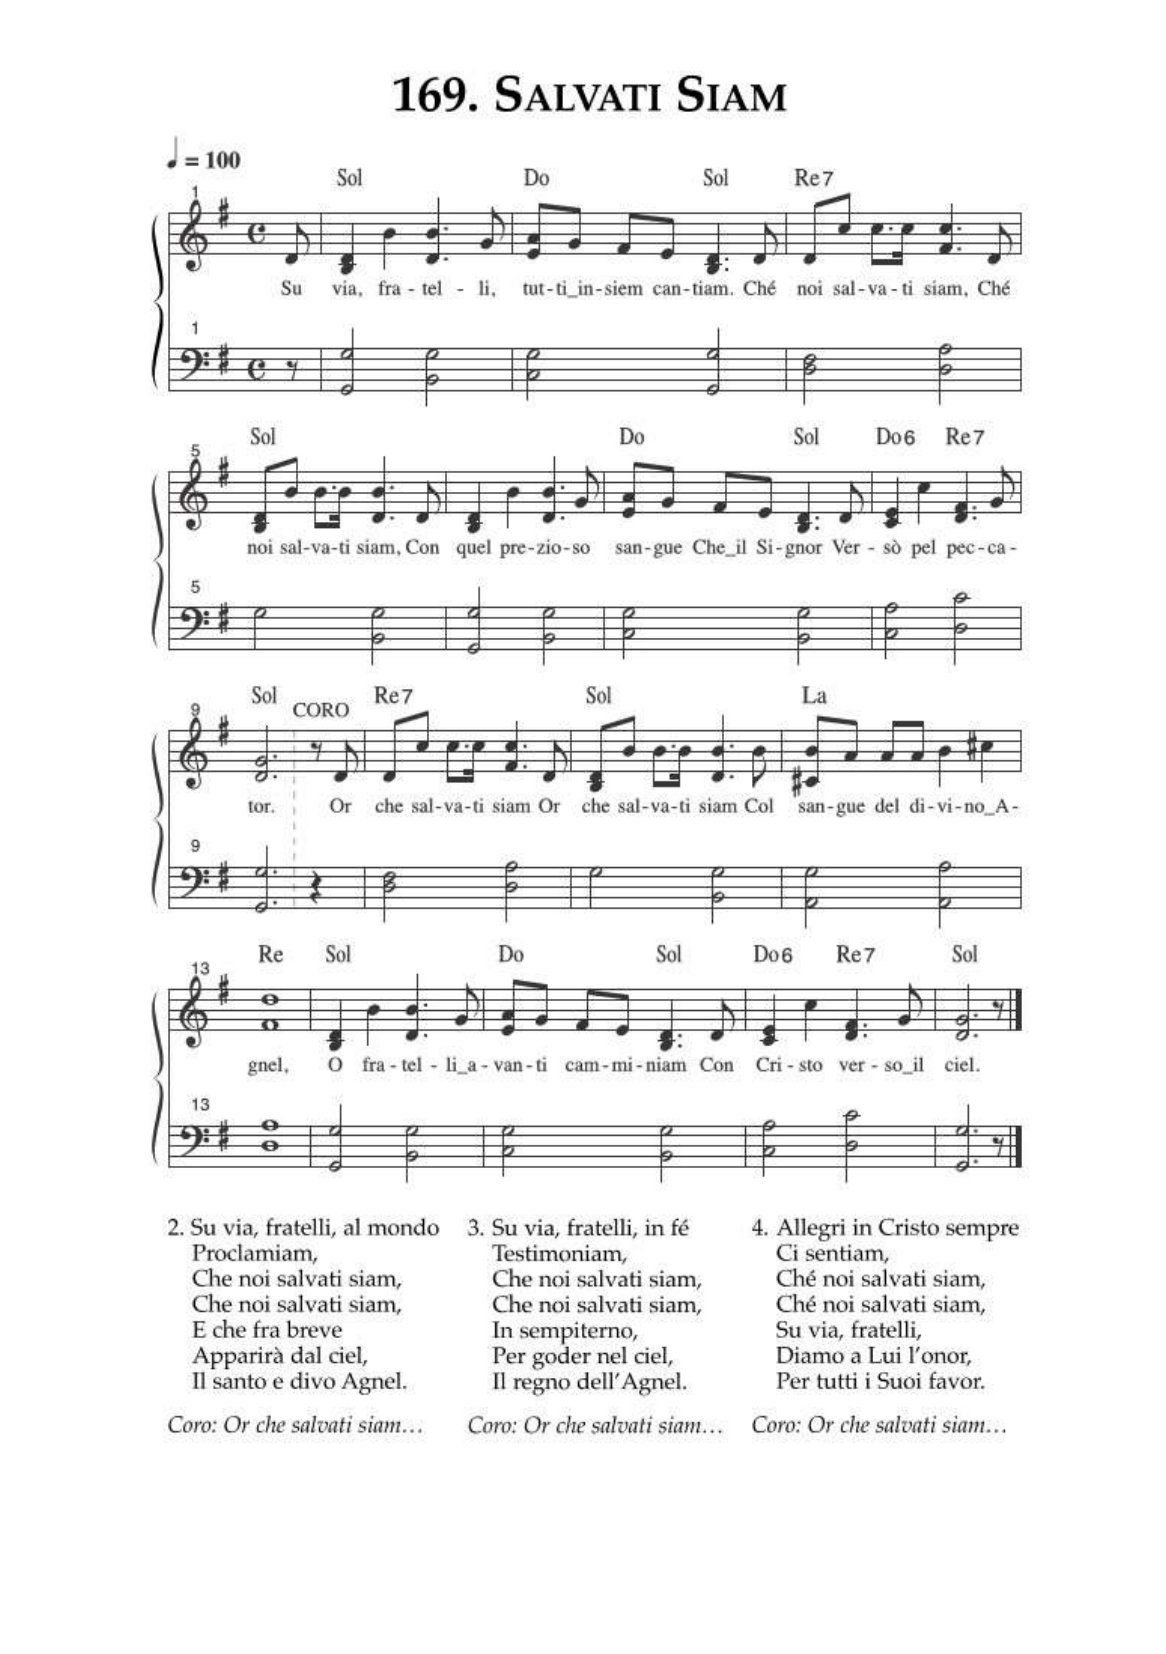 169. SALVATI SIAM
= 100
Sol Do Sol Re7
1
Su via, fra - tel - li, tut - ti_in - siem can - tiam. Ché noi sal - va - ti siam, Ché
1
Sol Do Sol Do6 Re7
5
noi sal - va - ti siam, Con quel pre - zio - so san - gue Che_il Si - gnor Ver - sò pel pec - ca -
5
Sol Re7 Sol La
9 CORO
tor. Or che sal - va - ti siam Or che sal - va - ti siam Col san - gue del di - vi - no_A -
9
Re Sol Do Sol Do6 Re7 Sol
13
gnel, O fra - tel - li_a - van - ti cam - mi - niam Con Cri - sto ver - so_il ciel.
13
2. Su via, fratelli, al mondo
Proclamiam,
Che noi salvati siam,
Che noi salvati siam,
E che fra breve
Apparirà dal ciel,
Il santo e divo Agnel.
Coro: Or che salvati siam…
3. Su via, fratelli, in fé
Testimoniam,
Che noi salvati siam,
Che noi salvati siam,
In sempiterno,
Per goder nel ciel,
Il regno dell'Agnel.
Coro: Or che salvati siam…
4. Allegri in Cristo sempre
Ci sentiam,
Ché noi salvati siam,
Ché noi salvati siam,
Su via, fratelli,
Diamo a Lui l'onor,
Per tutti i Suoi favor.
Coro: Or che salvati siam…